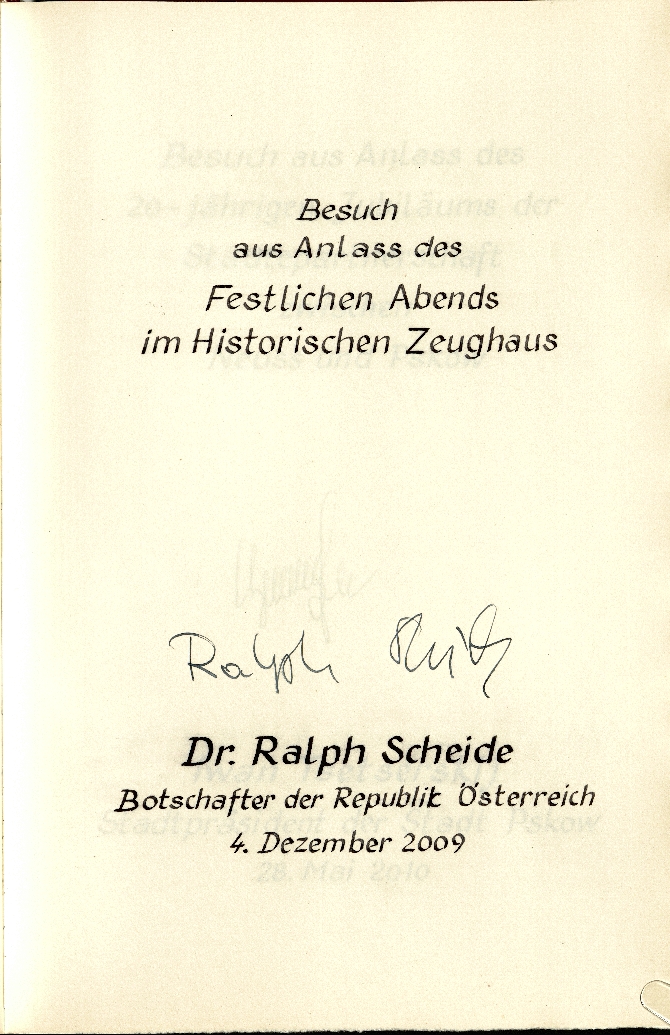 Besuch
aus Anlass des
Festlichen Abends
im Historischen Zeughaus
Ralph Scheide
Dr. Ralph Scheide
Botschafter der Republik Österreich
4. Dezember 2009